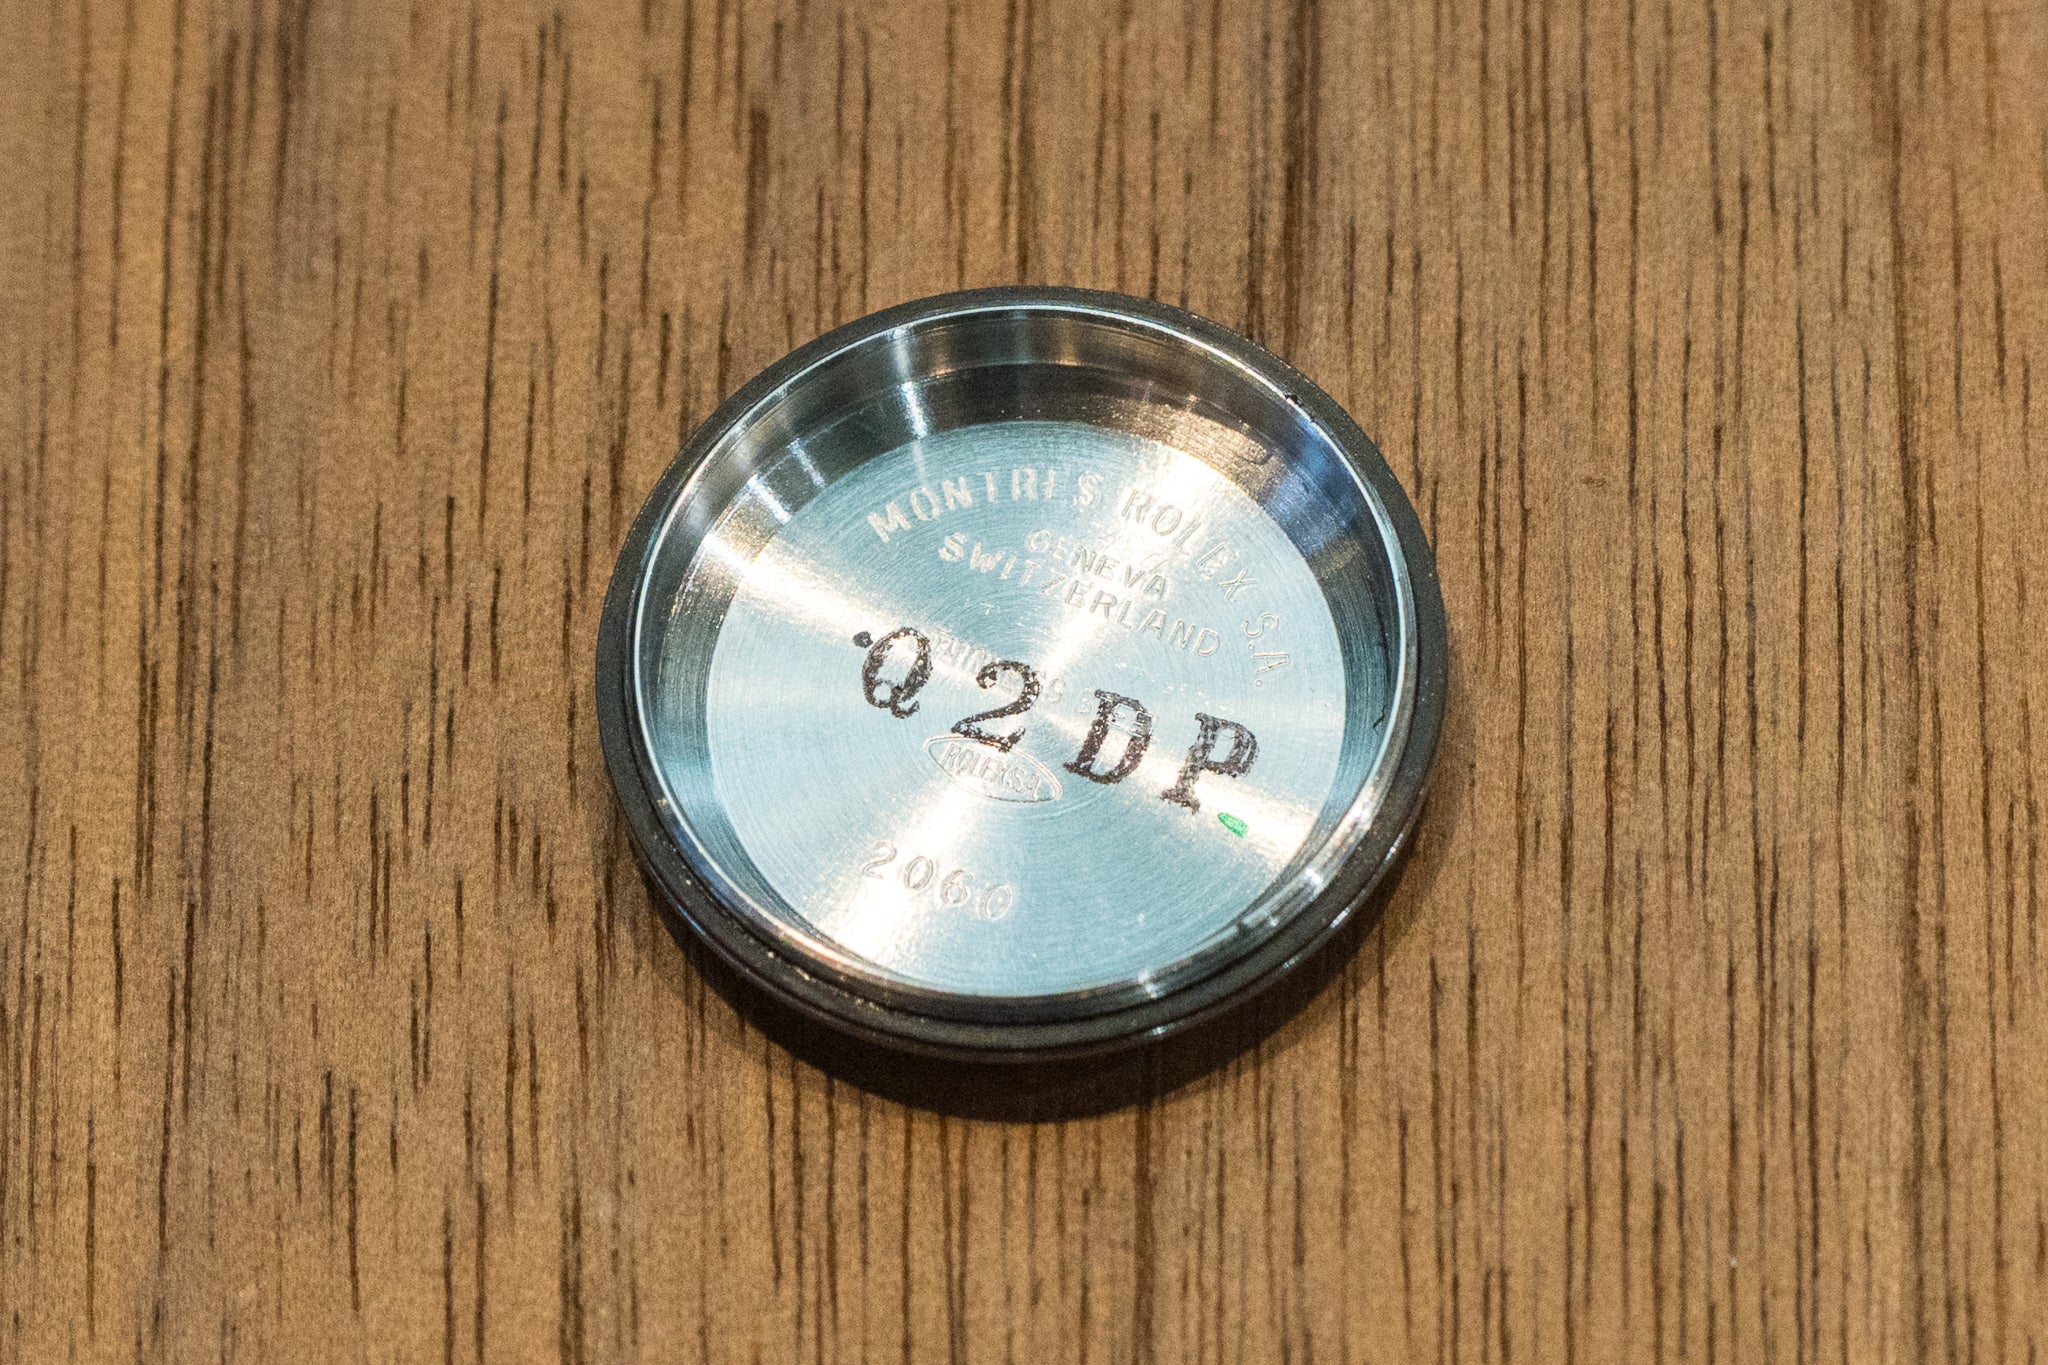 MONTRES ROLEX S.A.
GENEVA
SWITZERLAND
Q2DP
ROLEX SA
2060